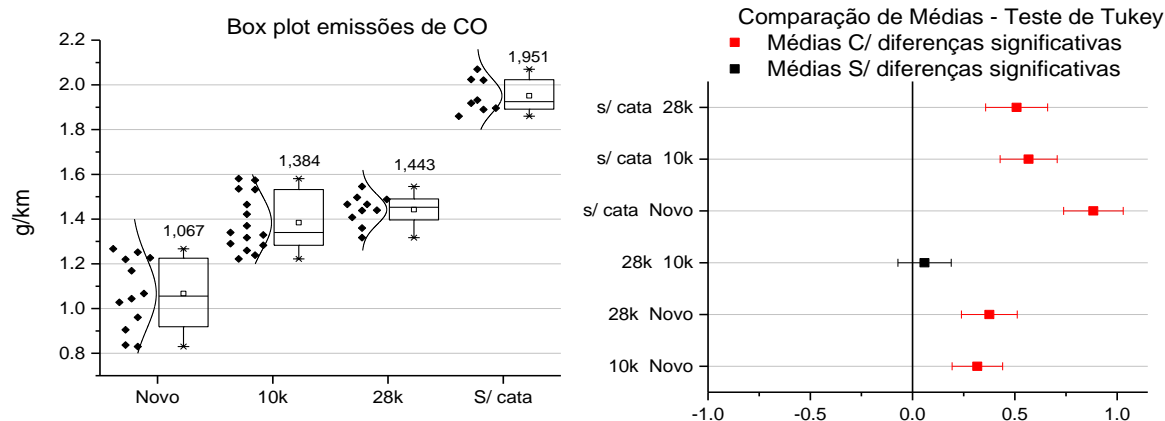 Box plot emissões de CO
2.2
2.0
1.8
1.6
1.4
1.2
1.0
0.8
g/km
1,067
1,384
1,443
1,951
Novo
10k
28k
S/ cata
Comparação de Médias - Teste de Tukey
Médias C/ diferenças significativas
Médias S/ diferenças significativas
s/ cata 28k
s/ cata 10k
s/ cata Novo
28k 10k
28k Novo
10k Novo
-1.0
-0.5
0.0
0.5
1.0